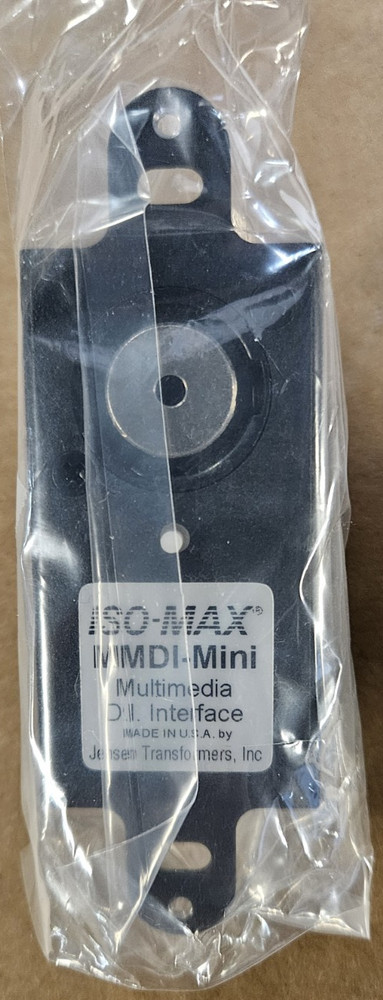 ISO-MAX®
MMDI-Mini
Multimedia
D.I. Interface
MADE IN U.S.A. by
Jensen Transformers, Inc